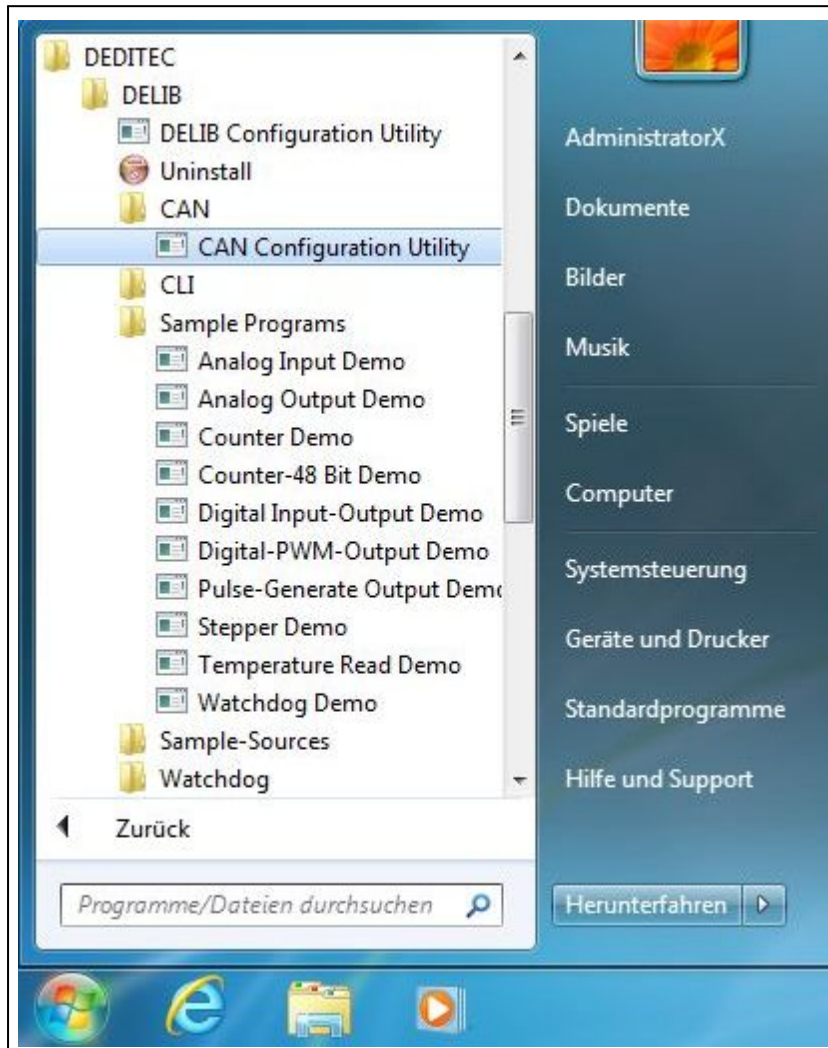 DEDITEC
DELIB
DELIB Configuration Utility
Uninstall
CAN
CAN Configuration Utility
CLI
Sample Programs
Analog Input Demo
Analog Output Demo
Counter Demo
Counter-48 Bit Demo
Digital Input-Output Demo
Digital-PWM-Output Demo
Pulse-Generate Output Demo
Stepper Demo
Temperature Read Demo
Watchdog Demo
Sample-Sources
Watchdog
Zurück
Programme/Dateien durchsuchen
AdministratorX
Dokumente
Bilder
Musik
Spiele
Computer
Systemsteuerung
Geräte und Drucker
Standardprogramme
Hilfe und Support
Herunterfahren